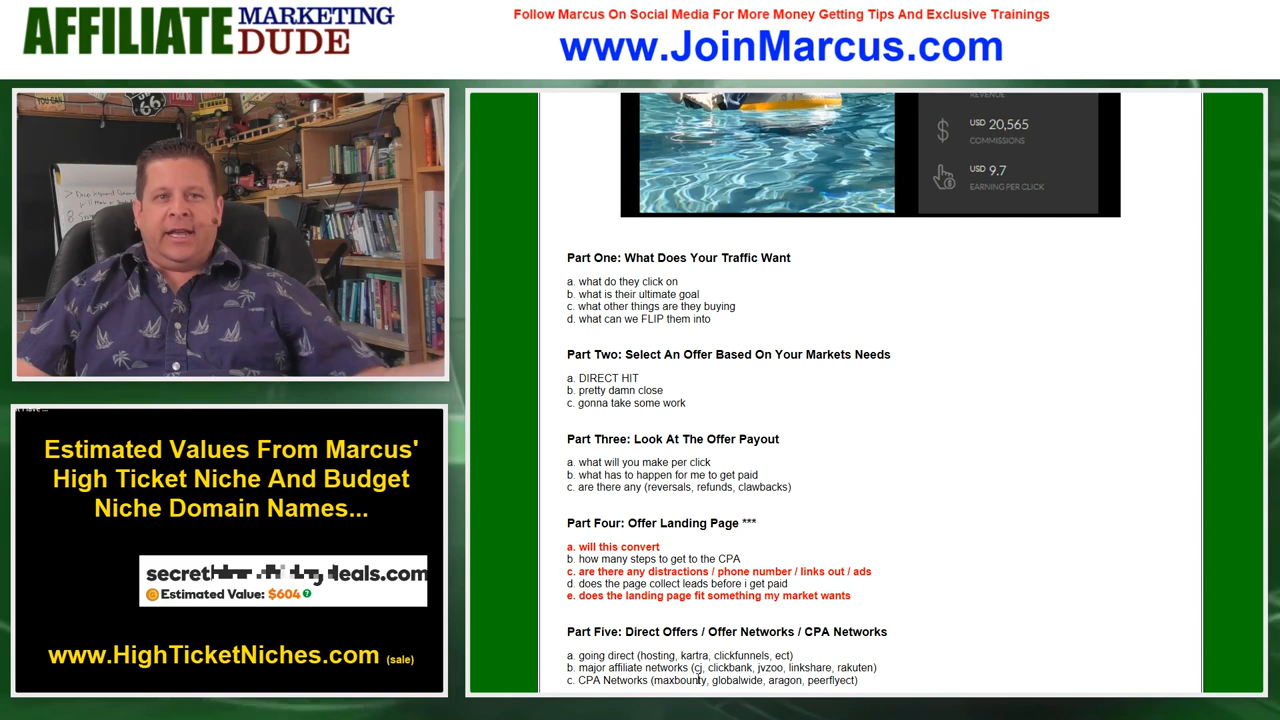 AFFILIATE MARKETING DUDE
Follow Marcus On Social Media For More Money Getting Tips And Exclusive Trainings
www.JoinMarcus.com
REVENUE
USD 20,565
COMMISSIONS
USD 9.7
EARNING PER CLICK
Part One: What Does Your Traffic Want
a. what do they click on
b. what is their ultimate goal
c. what other things are they buying
d. what can we FLIP them into
Part Two: Select An Offer Based On Your Markets Needs
a. DIRECT HIT
b. pretty damn close
c. gonna take some work
Part Three: Look At The Offer Payout
a. what will you make per click
b. what has to happen for me to get paid
c. are there any (reversals, refunds, clawbacks)
Part Four: Offer Landing Page ***
a. will this convert
b. how many steps to get to the CPA
c. are there any distractions / phone number / links out / ads
d. does the page collect leads before i get paid
e. does the landing page fit something my market wants
Part Five: Direct Offers / Offer Networks / CPA Networks
a. going direct (hosting, kartra, clickfunnels, ect)
b. major affiliate networks (cj, clickbank, jvzoo, linkshare, rakuten)
c. CPA Networks (maxbounty, globalwide, aragon, peerflyect)
Estimated Values From Marcus'
High Ticket Niche And Budget
Niche Domain Names...
Estimated Value: $604
www.HighTicketNiches.com (sale)